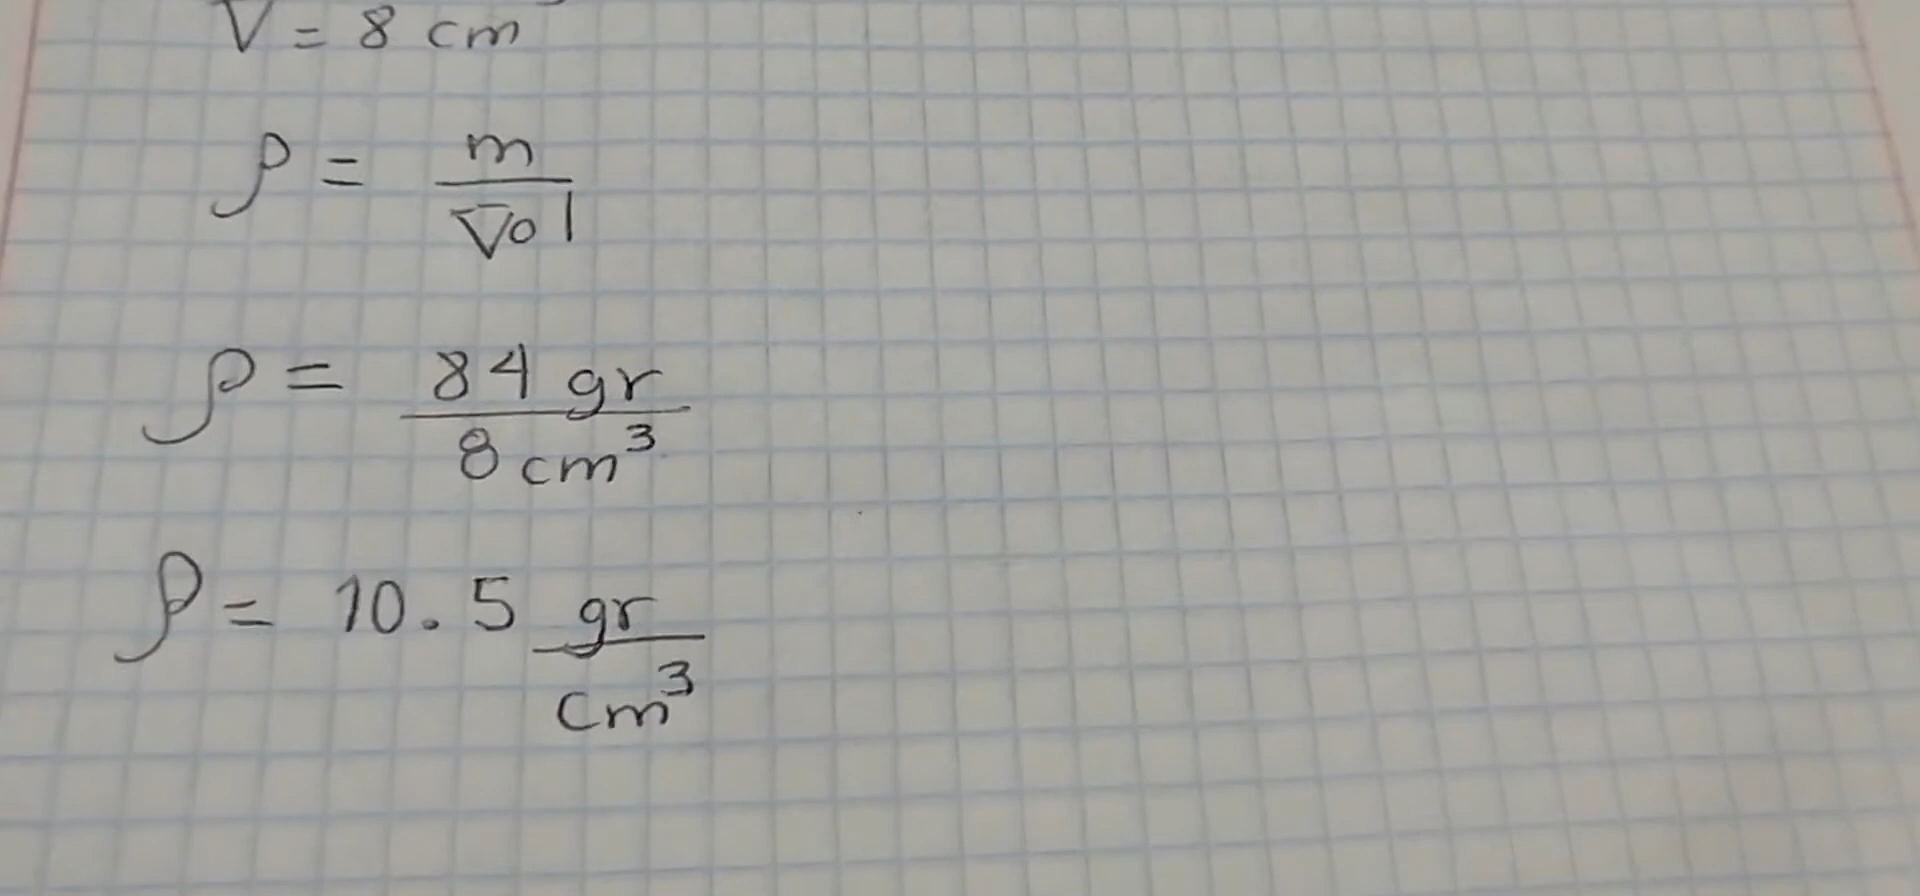 V = 8 cm
ρ = m / Vol
ρ = 84 gr / 8 cm³
ρ = 10.5 gr / cm³